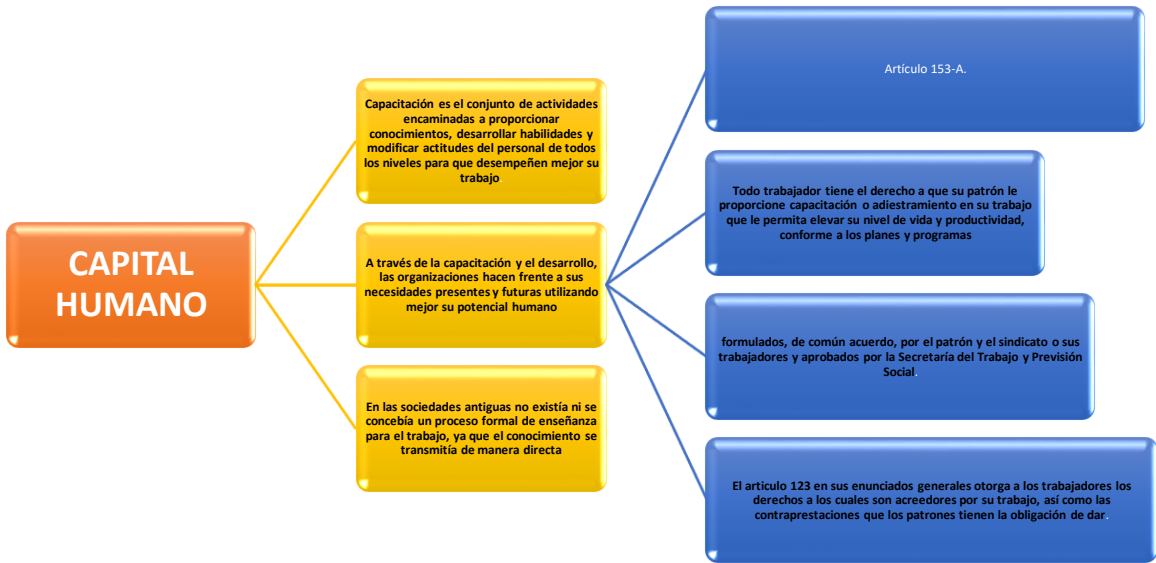 CAPITAL
HUMANO
Capacitación es el conjunto de actividades
encaminadas a proporcionar
conocimientos, desarrollar habilidades y
modificar actitudes del personal de todos
los niveles para que desempeñen mejor su
trabajo
A través de la capacitación y el desarrollo,
las organizaciones hacen frente a sus
necesidades presentes y futuras utilizando
mejor su potencial humano
En las sociedades antiguas no existía ni se
concebía un proceso formal de enseñanza
para el trabajo, ya que el conocimiento se
transmitía de manera directa
Artículo 153-A.
Todo trabajador tiene el derecho a que su patrón le
proporcione capacitación o adiestramiento en su trabajo
que le permita elevar su nivel de vida y productividad,
conforme a los planes y programas
formulados, de común acuerdo, por el patrón y el sindicato o sus
trabajadores y aprobados por la Secretaría del Trabajo y Previsión
Social.
El articulo 123 en sus enunciados generales otorga a los trabajadores los
derechos a los cuales son acreedores por su trabajo, así como las
contraprestaciones que los patrones tienen la obligación de dar.